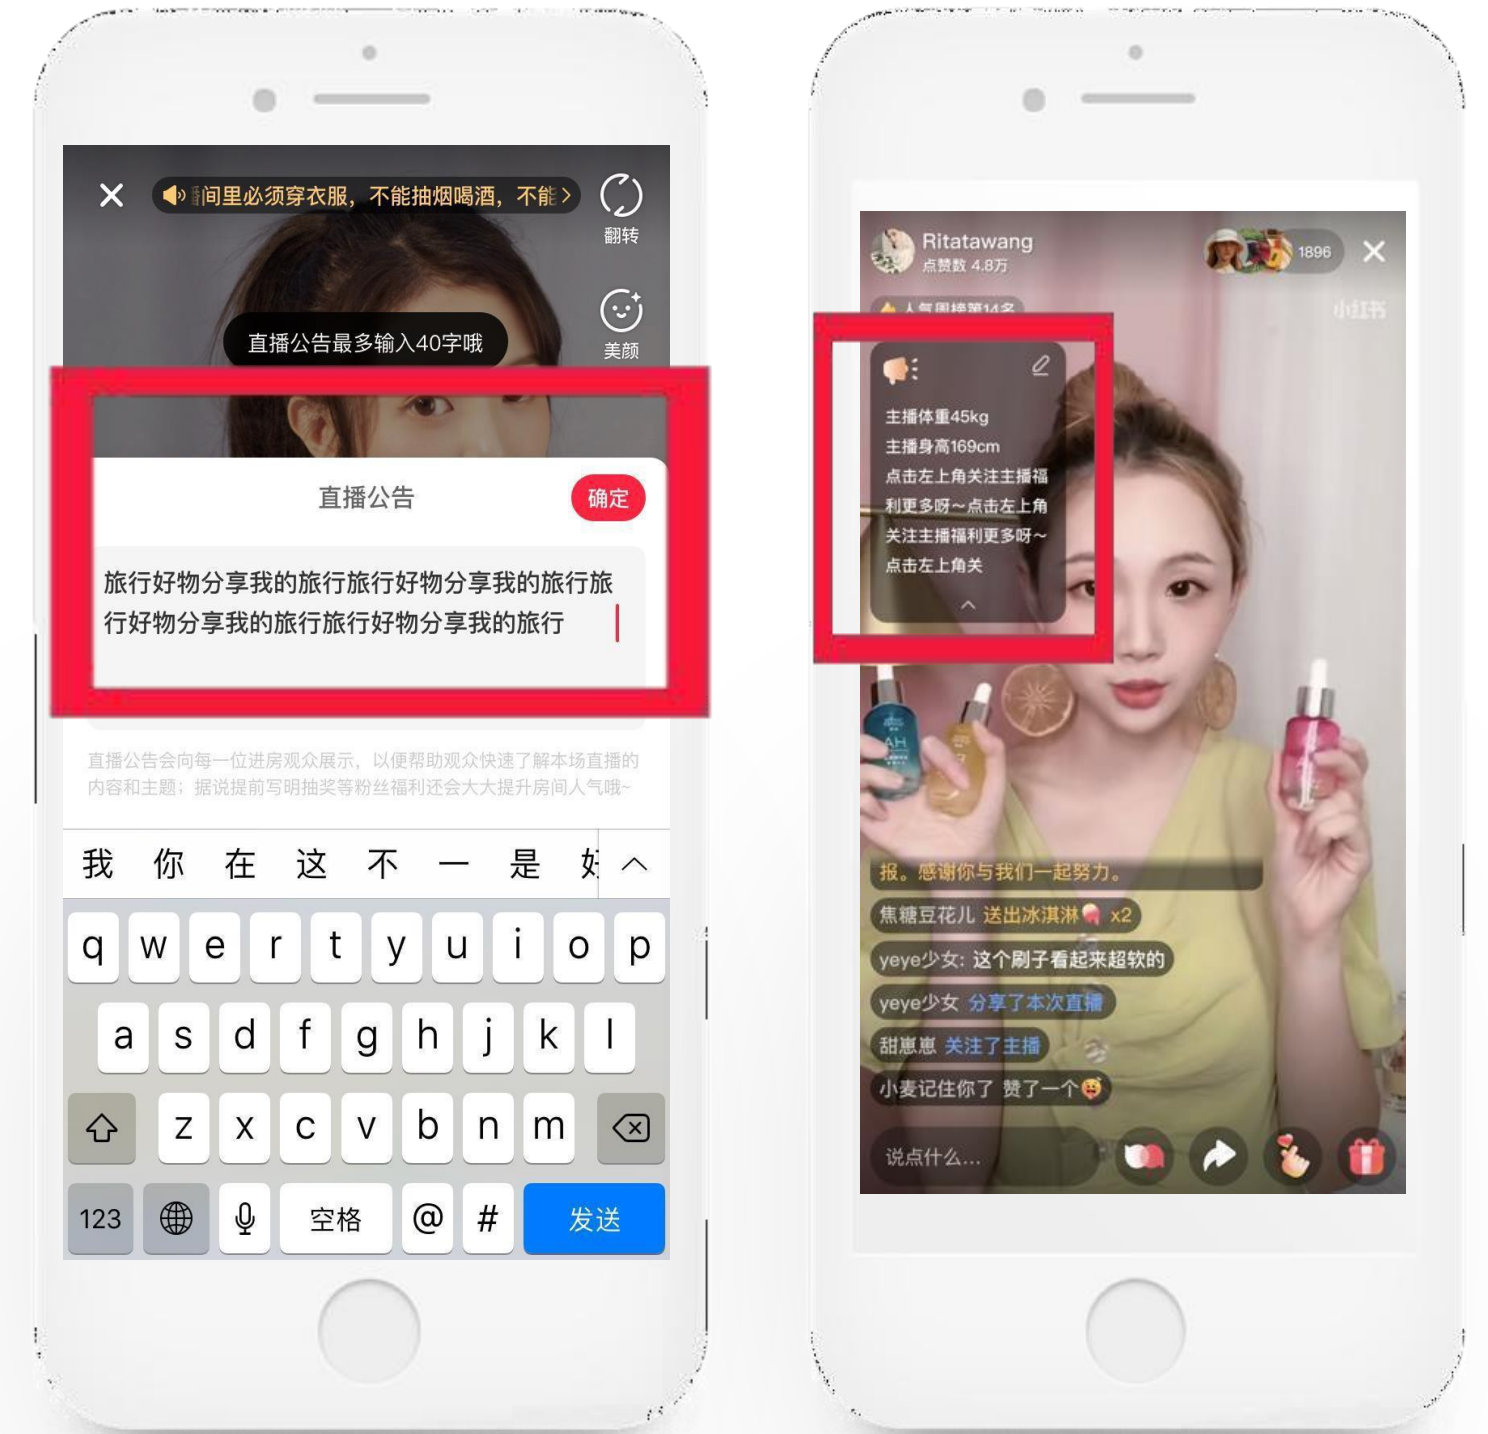 间里必须穿衣服，不能抽烟喝酒，不能
翻转
直播公告最多输入40字哦
美颜
直播公告
确定
旅行好物分享我的旅行旅行好物分享我的旅行旅
行好物分享我的旅行旅行好物分享我的旅行
直播公告会向每一位进房观众展示，以便帮助观众快速了解本场直播的
内容和主题；据说提前写明抽奖等粉丝福利还会大大提升房间人气哦~
我 你 在 这 不 一 是 好
q w e r t y u i o p
a s d f g h j k l
z x c v b n m
123 空格 @ # 发送
Ritatawang
点赞数 4.8万
1896
人气周榜第14名
小红书
主播体重45kg
主播身高169cm
点击左上角关注主播福
利更多呀～点击左上角
关注主播福利更多呀～
点击左上角关
AH
报。感谢你与我们一起努力。
焦糖豆花儿 送出冰淇淋 x2
yeye少女: 这个刷子看起来超软的
yeye少女 分享了本次直播
甜崽崽 关注了主播
小麦记住你了 赞了一个
说点什么...